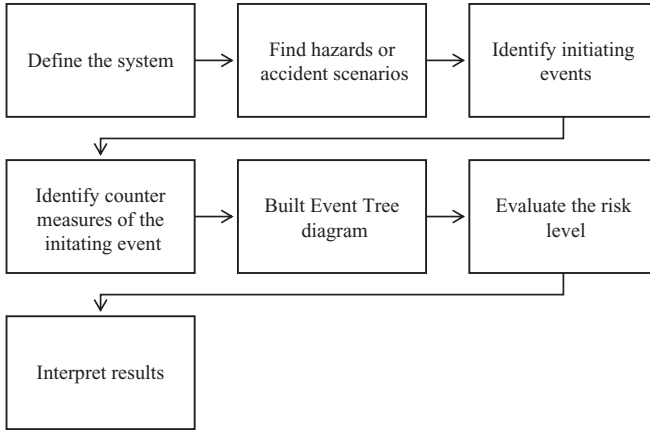 Define the system
Find hazards or
accident scenarios
Identify initiating
events
Identify counter
measures of the
initating event
Built Event Tree
diagram
Evaluate the risk
level
Interpret results